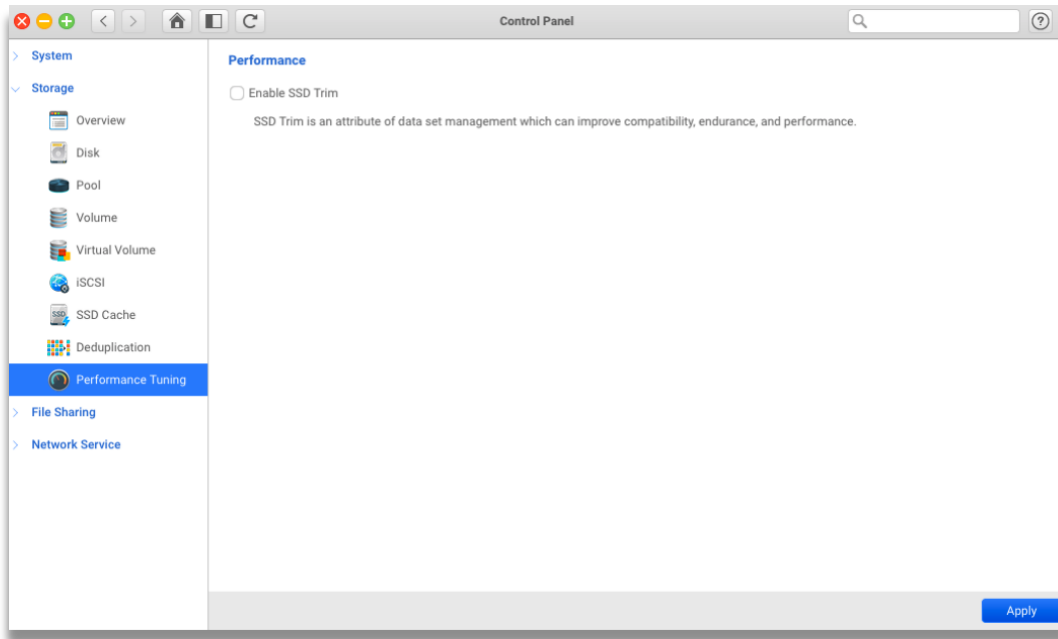 Control Panel
System
Storage
Overview
Disk
Pool
Volume
Virtual Volume
iSCSI
SSD
SSD Cache
Deduplication
Performance Tuning
File Sharing
Network Service
Performance
Enable SSD Trim
SSD Trim is an attribute of data set management which can improve compatibility, endurance, and performance.
Apply